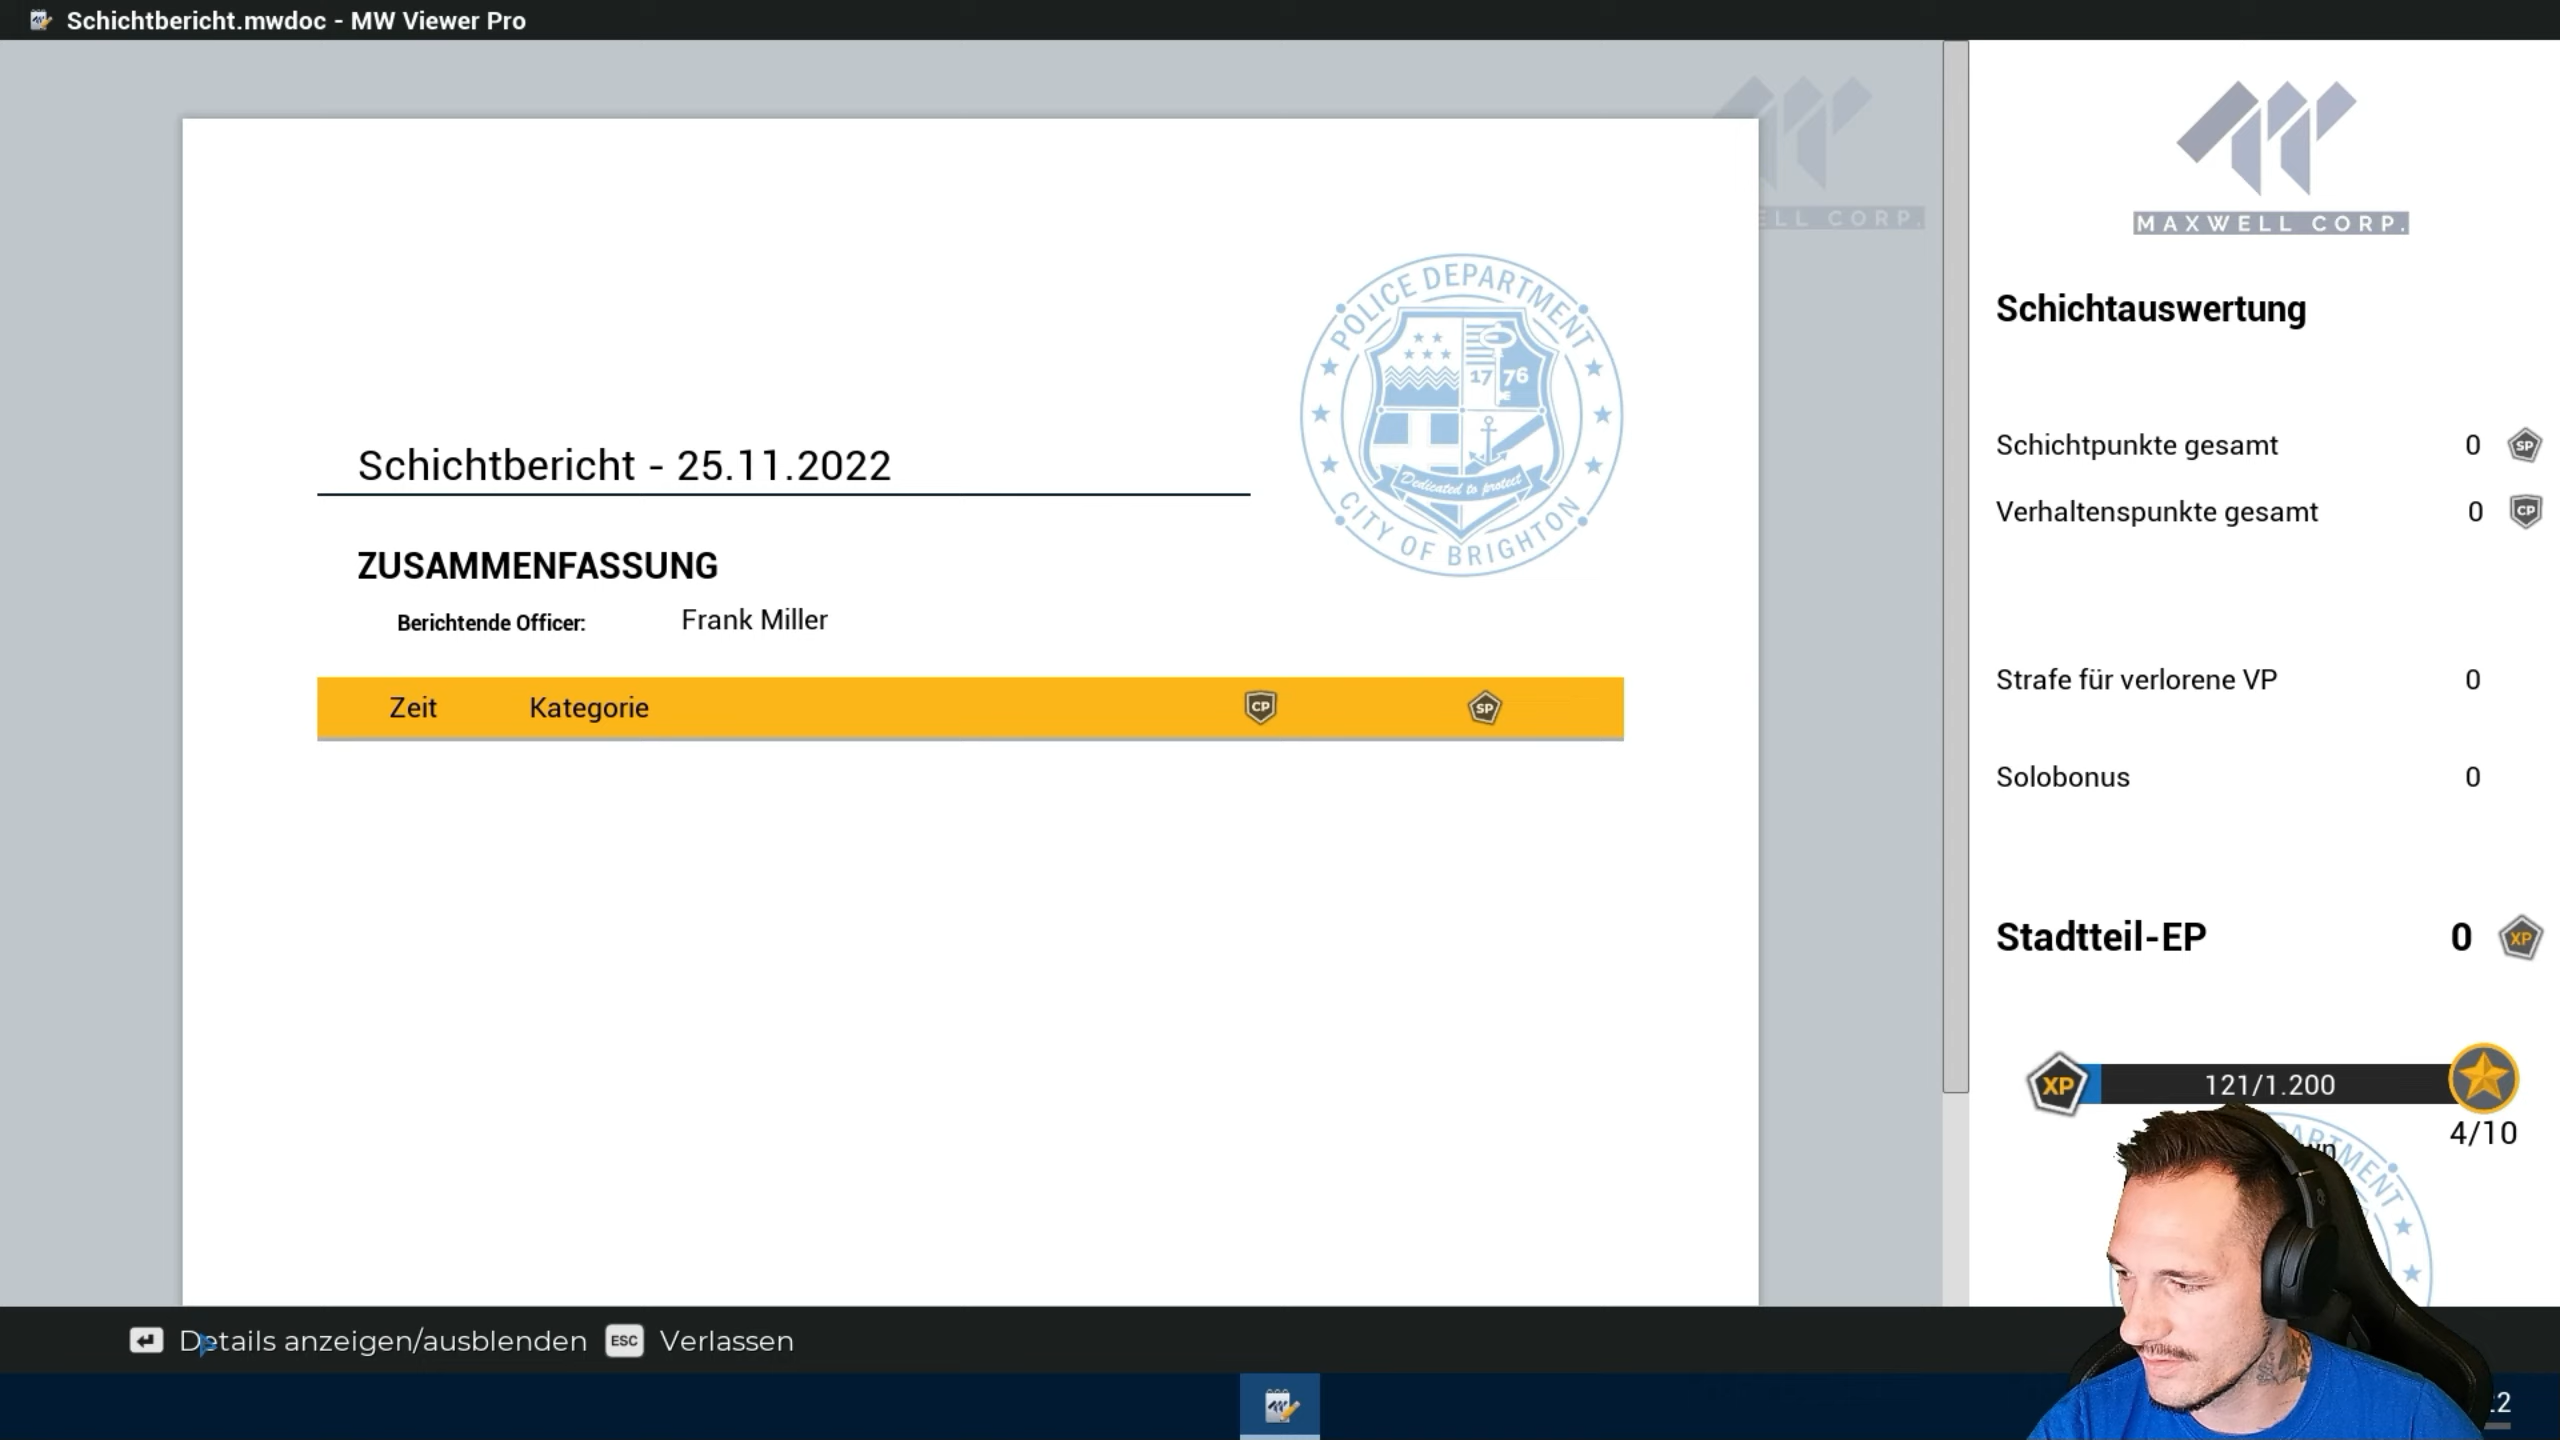 Schichtbericht.mwdoc - MW Viewer Pro
ELL CORP.
POLICE DEPARTMENT
17 76
Dedicated to protect
CITY OF BRIGHTON
Schichtbericht - 25.11.2022
ZUSAMMENFASSUNG
Berichtende Officer: Frank Miller
Zeit Kategorie CP SP
MAXWELL CORP.
Schichtauswertung
Schichtpunkte gesamt 0 SP
Verhaltenspunkte gesamt 0 CP
Strafe für verlorene VP 0
Solobonus 0
Stadtteil-EP 0 XP
XP 121/1.200
4/10
Details anzeigen/ausblenden ESC Verlassen